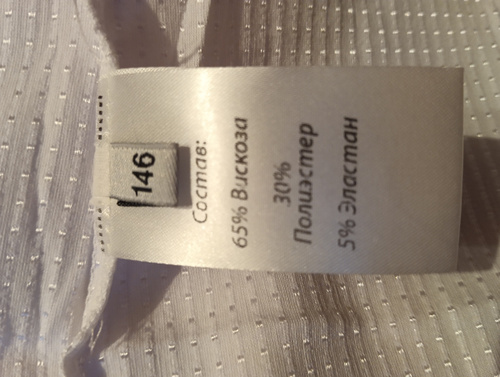 146
Состав:
65% Вискоза
30%
Полиэстер
5% Эластан